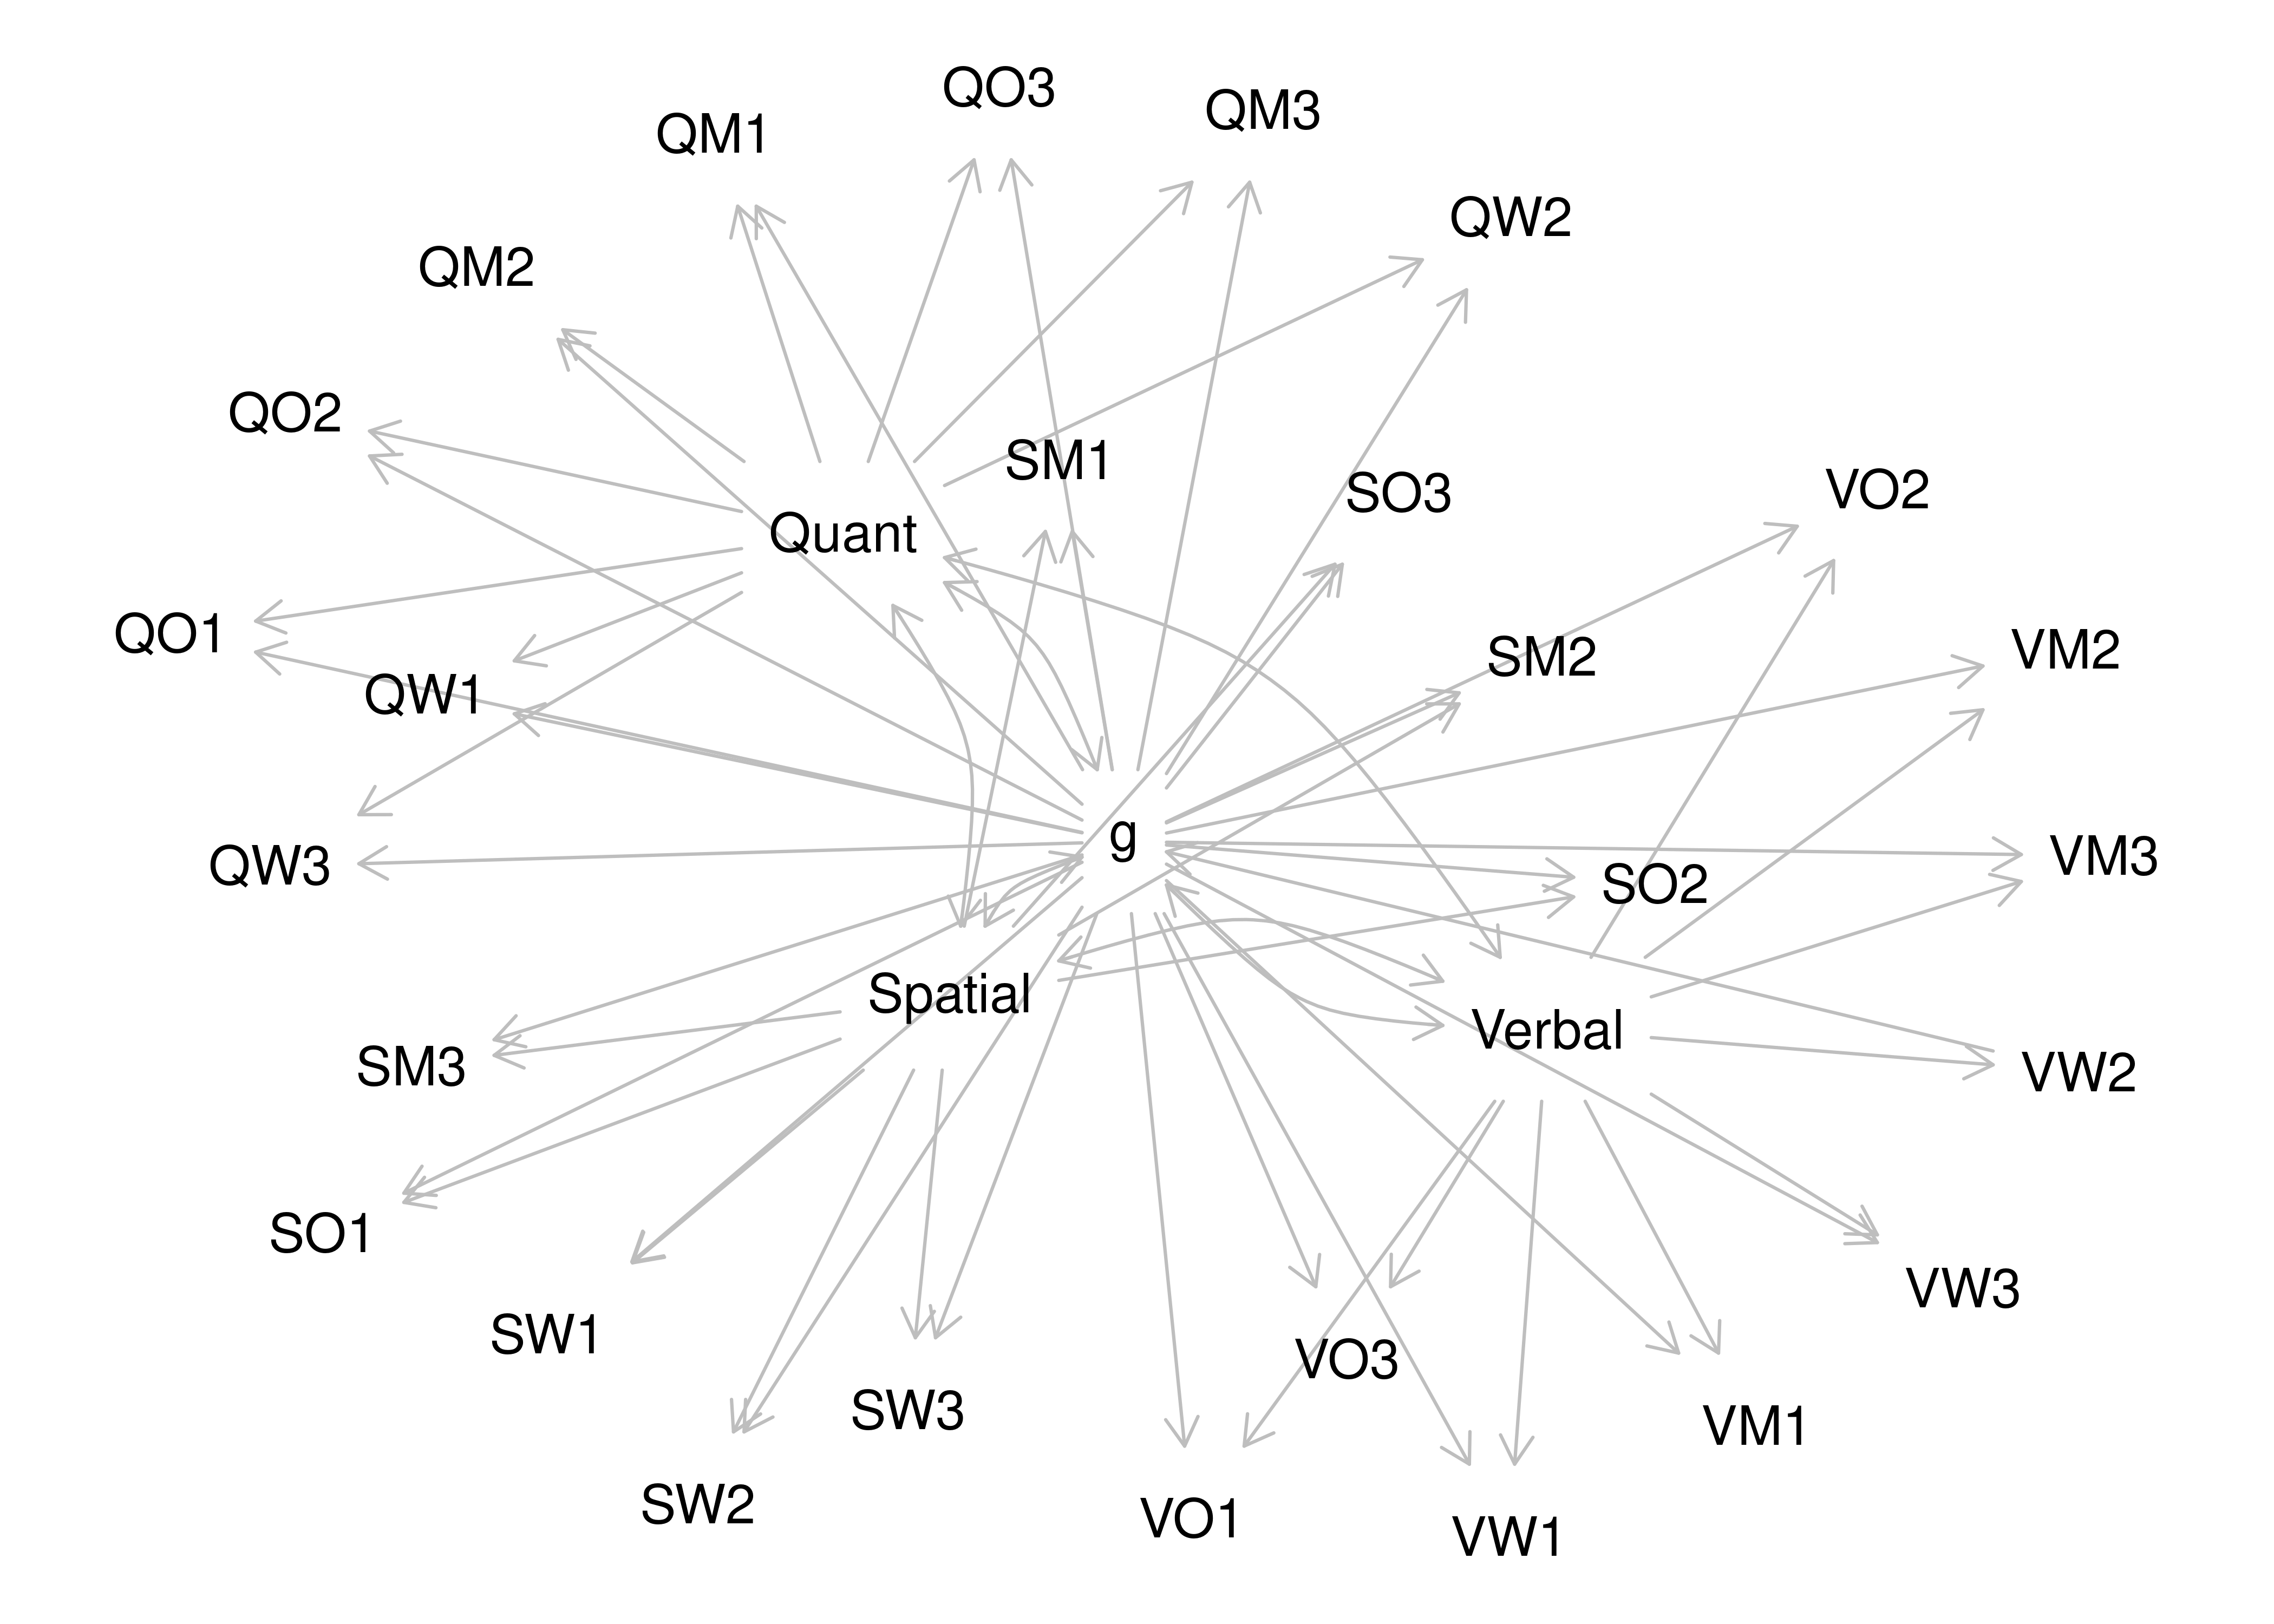 QO3
QM3
QM1
QW2
QM2
QO2
SM1
SO3
VO2
Quant
QO1
SM2
VM2
QW1
g
VM3
QW3
SO2
Spatial
Verbal
SM3
VW2
SO1
VW3
SW1
VO3
SW3
VM1
SW2
VO1
VW1